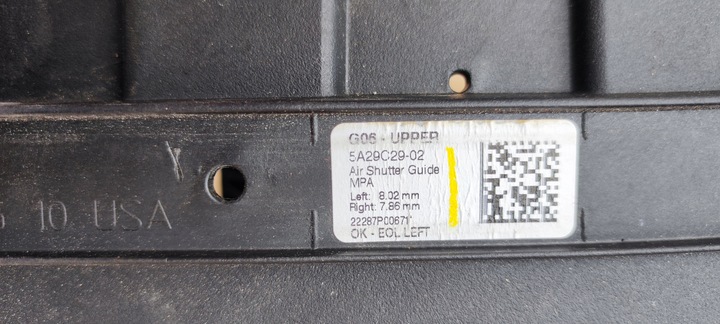 G06 - UPPER
5A29C29-02
Air Shutter Guide
MPA
Left: 8.02 mm
Right: 7.86 mm
22287P00671
OK - EOL LEFT
10 USA